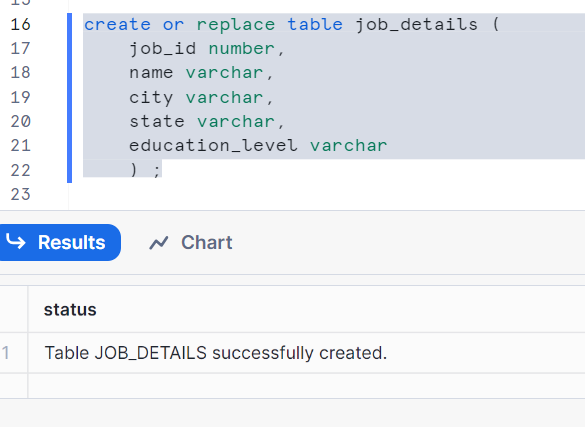 15
16 create or replace table job_details (
17 job_id number,
18 name varchar,
19 city varchar,
20 state varchar,
21 education_level varchar
22 ) ;
23
Results Chart
status
1 Table JOB_DETAILS successfully created.